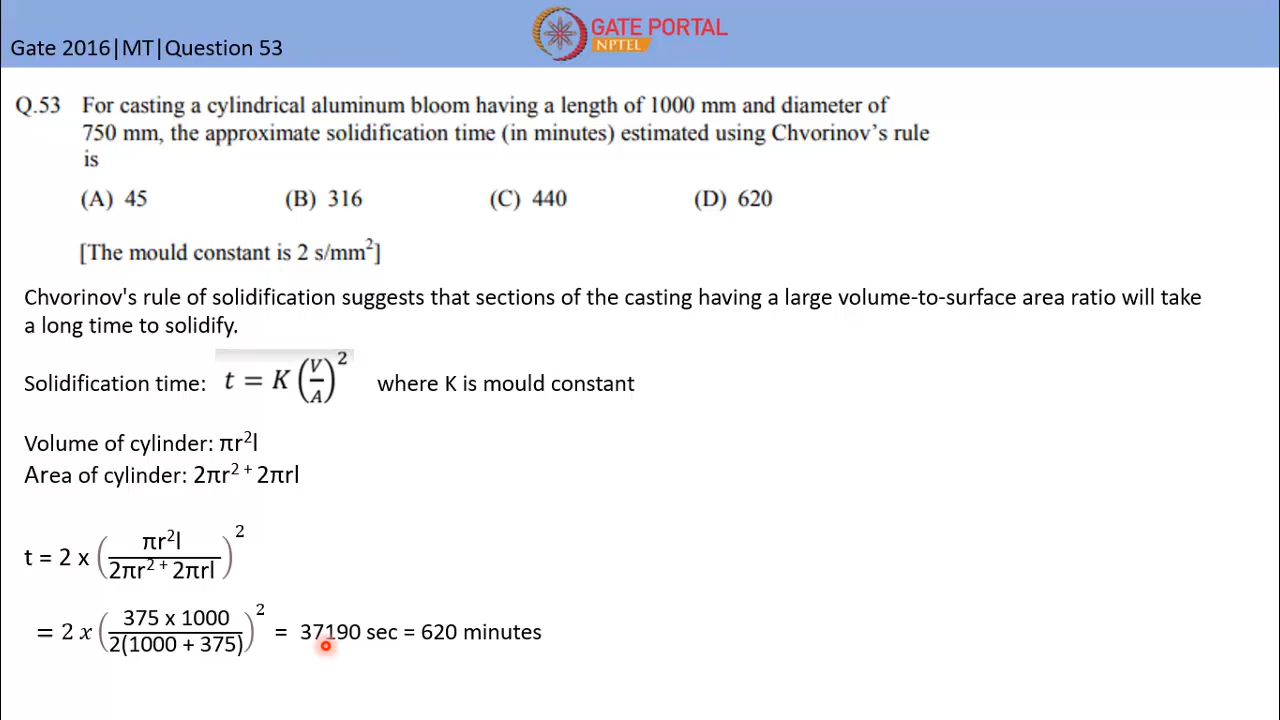 GATE PORTAL
NPTEL
Gate 2016|MT|Question 53
Q.53 For casting a cylindrical aluminum bloom having a length of 1000 mm and diameter of
750 mm, the approximate solidification time (in minutes) estimated using Chvorinov's rule
is
(A) 45 (B) 316 (C) 440 (D) 620
[The mould constant is 2 s/mm²]
Chvorinov's rule of solidification suggests that sections of the casting having a large volume-to-surface area ratio will take
a long time to solidify.
Solidification time: t = K (V/A)² where K is mould constant
Volume of cylinder: πr²l
Area of cylinder: 2πr² ⁺ 2πrl
t = 2 x (πr²l / 2πr² ⁺ 2πrl)²
= 2 x (375 x 1000 / 2(1000 + 375))² = 37190 sec = 620 minutes